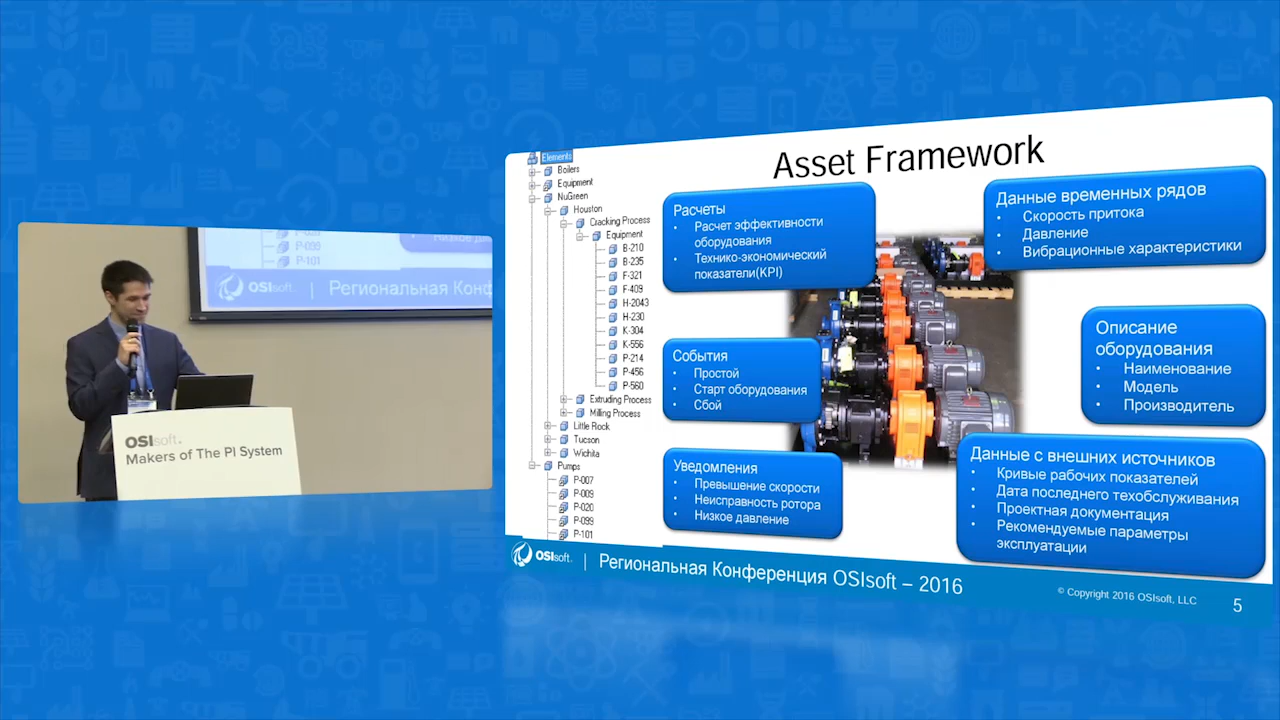 P-096
P-101
Низкое да
OSIsoft. | Региональная Конф
OSIsoft.
Makers of The PI System
Asset Framework
Elements
Boilers
Equipment
NuGreen
Houston
Cracking Process
Equipment
B-210
B-235
F-321
F-409
H-2043
H-230
K-304
K-556
P-214
P-456
P-560
Extruding Process
Milling Process
Little Rock
Tucson
Wichita
Pumps
P-007
P-009
P-020
P-099
P-101
Расчеты
• Расчет эффективности
оборудования
• Технико-экономический
показатели(KPI)
События
• Простой
• Старт оборудования
• Сбой
Уведомления
• Превышение скорости
• Неисправность ротора
• Низкое давление
Данные временных рядов
• Скорость притока
• Давление
• Вибрационные характеристики
Описание
оборудования
• Наименование
• Модель
• Производитель
Данные с внешних источников
• Кривые рабочих показателей
• Дата последнего техобслуживания
• Проектная документация
• Рекомендуемые параметры
эксплуатации
OSIsoft. | Региональная Конференция OSIsoft – 2016
© Copyright 2016 OSIsoft, LLC
5